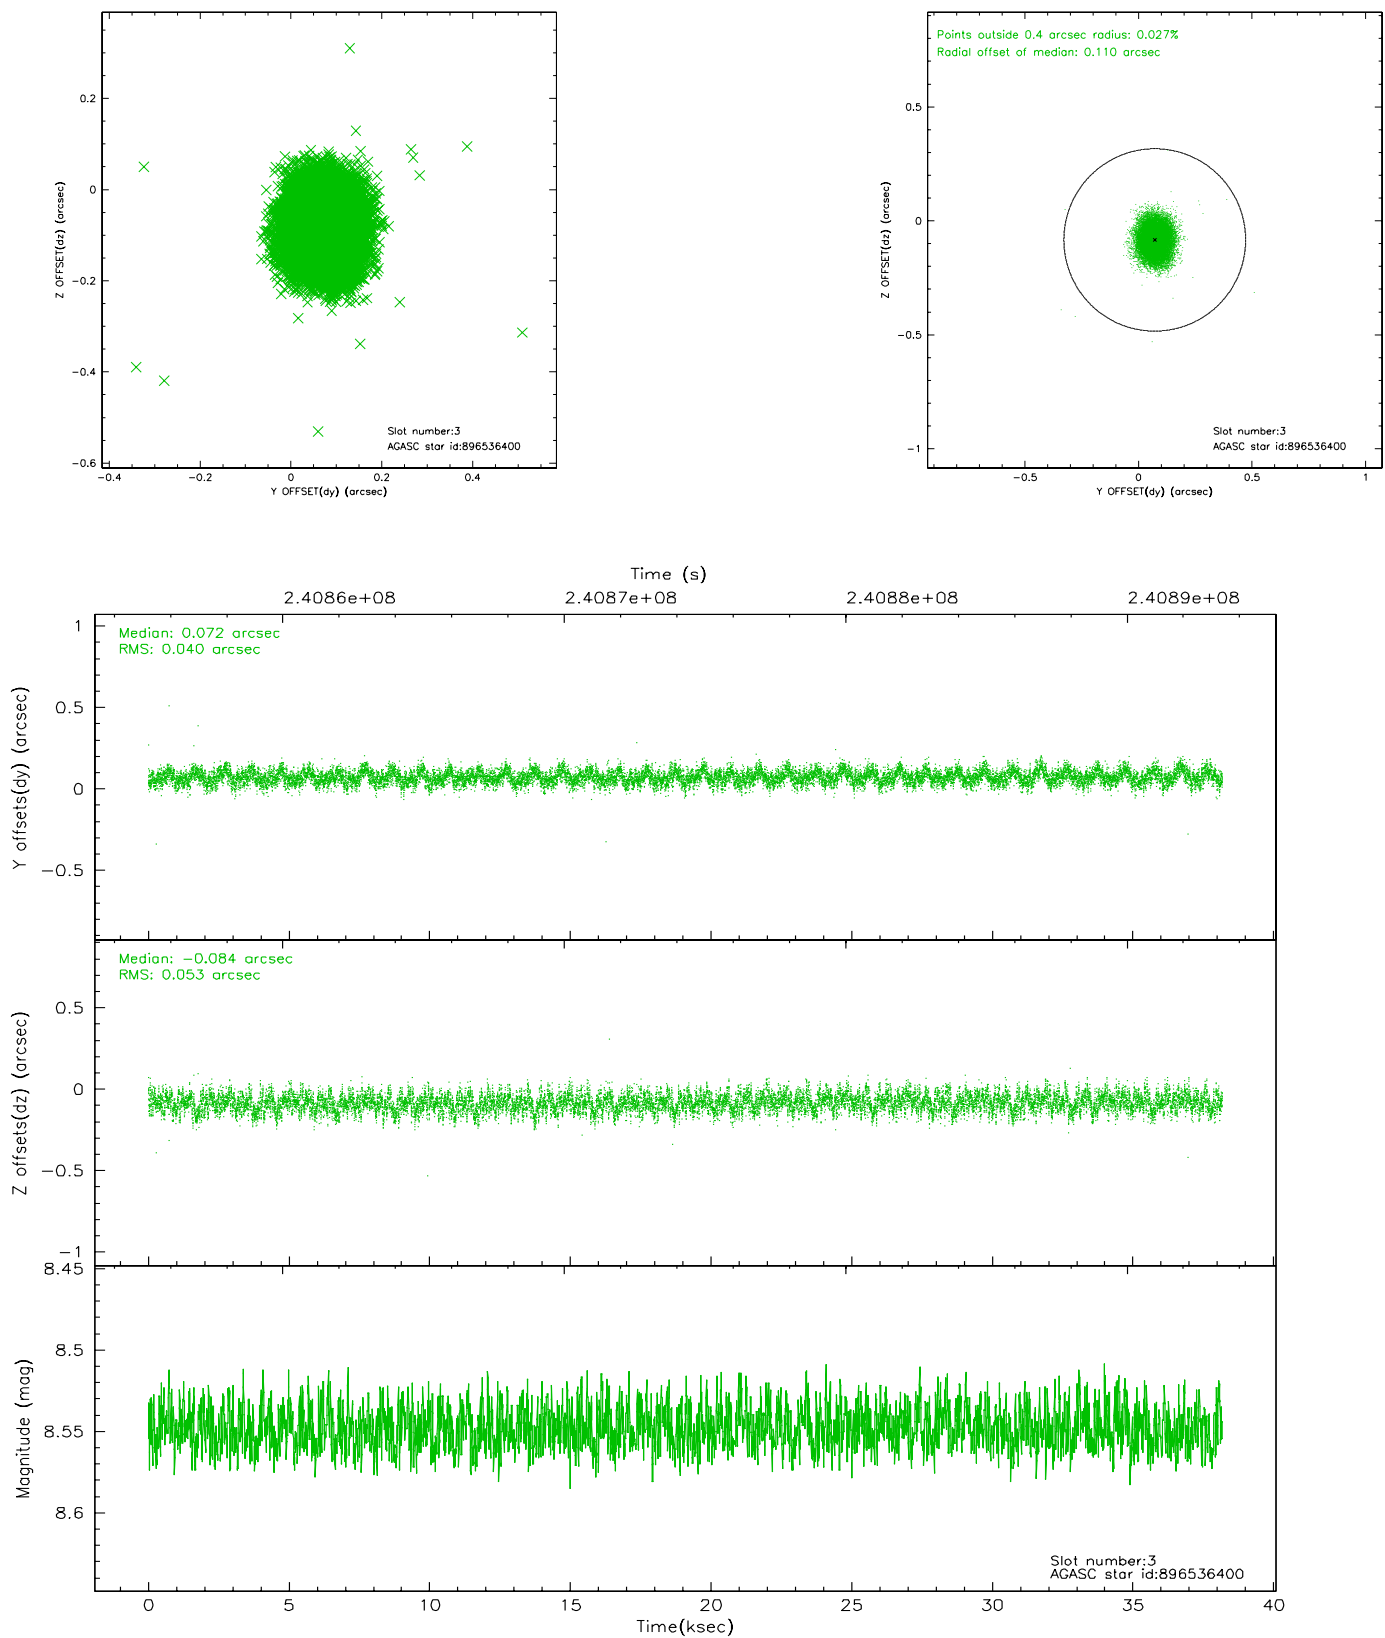 0.2
0
-0.2
-0.4
-0.6
Z OFFSET(dz) (arcsec)
-0.4
-0.2
0
0.2
0.4
Y OFFSET(dy) (arcsec)
Slot number:3
AGASC star id:896536400
Points outside 0.4 arcsec radius: 0.027%
Radial offset of median: 0.110 arcsec
0.5
0
-0.5
-1
Z OFFSET(dz) (arcsec)
-0.5
0
0.5
1
Y OFFSET(dy) (arcsec)
Slot number:3
AGASC star id:896536400
Time (s)
2.4086e+08
2.4087e+08
2.4088e+08
2.4089e+08
Median: 0.072 arcsec
RMS: 0.040 arcsec
1
0.5
0
-0.5
Y offsets(dy) (arcsec)
Median: -0.084 arcsec
RMS: 0.053 arcsec
0.5
0
-0.5
-1
Z offsets(dz) (arcsec)
8.45
8.5
8.55
8.6
Magnitude (mag)
Slot number:3
AGASC star id:896536400
0
5
10
15
20
25
30
35
40
Time(ksec)